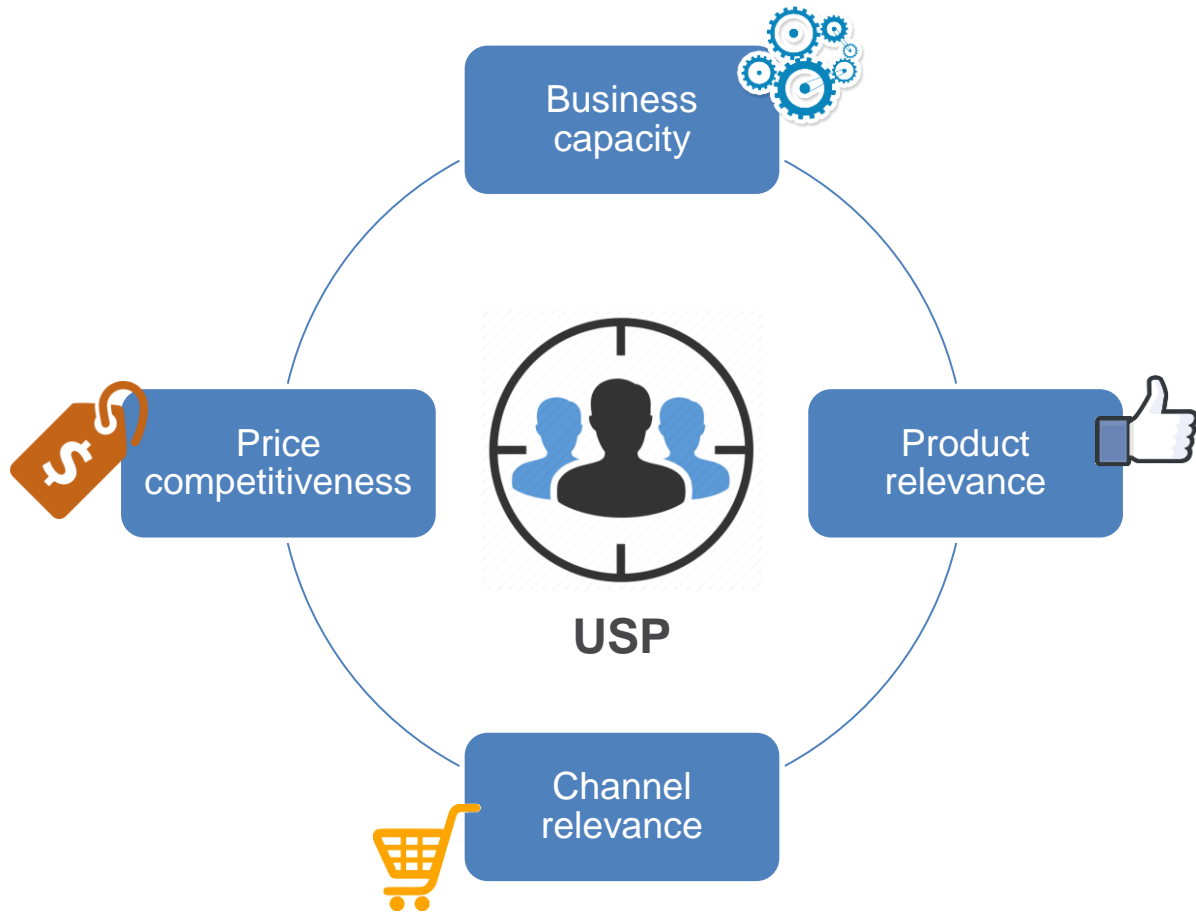 Business
capacity
Price
competitiveness
$
Product
relevance
USP
Channel
relevance